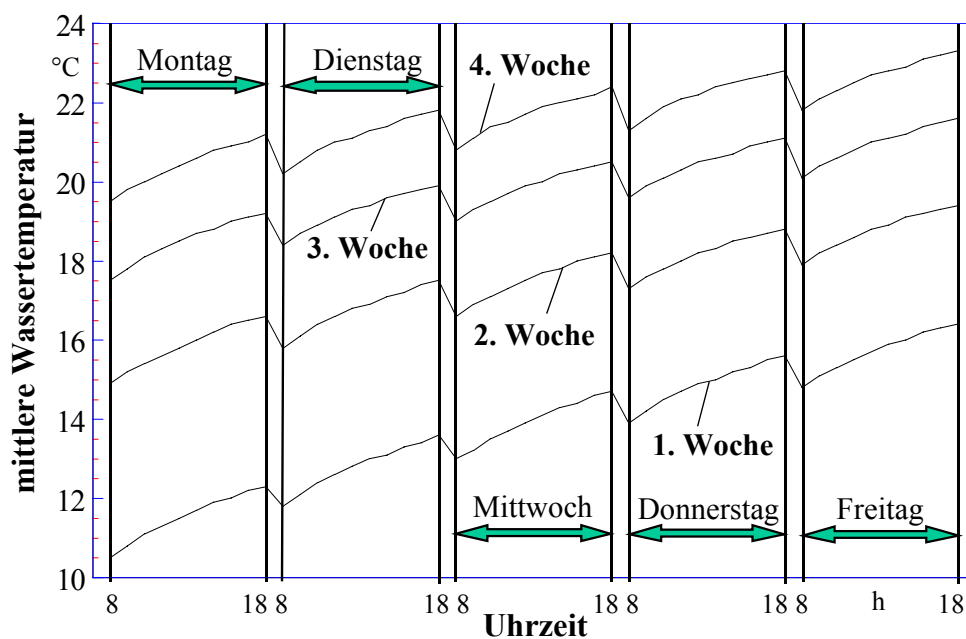 mittlere Wassertemperatur
24
°C
22
20
18
16
14
12
10
Montag
Dienstag
4. Woche
3. Woche
2. Woche
1. Woche
Mittwoch
Donnerstag
Freitag
8 18 8 18 8 18 8 18 8 h 18
Uhrzeit